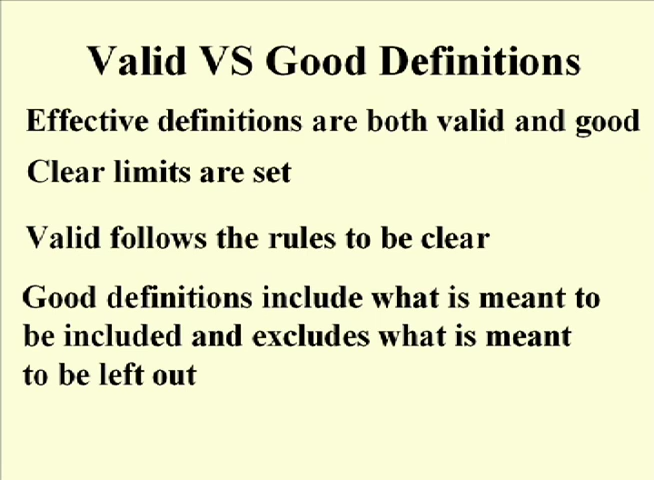 Valid VS Good Definitions
Effective definitions are both valid and good
Clear limits are set
Valid follows the rules to be clear
Good definitions include what is meant to
be included and excludes what is meant
to be left out